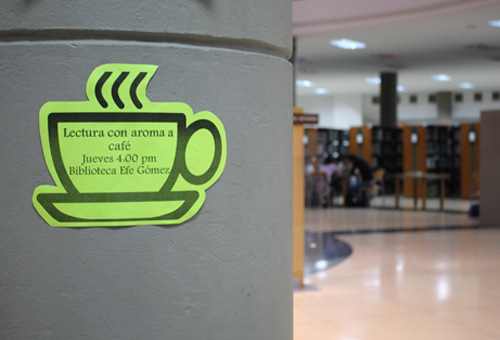 Lectura con aroma a
café
Jueves 4.00 pm
Biblioteca Efe Gómez